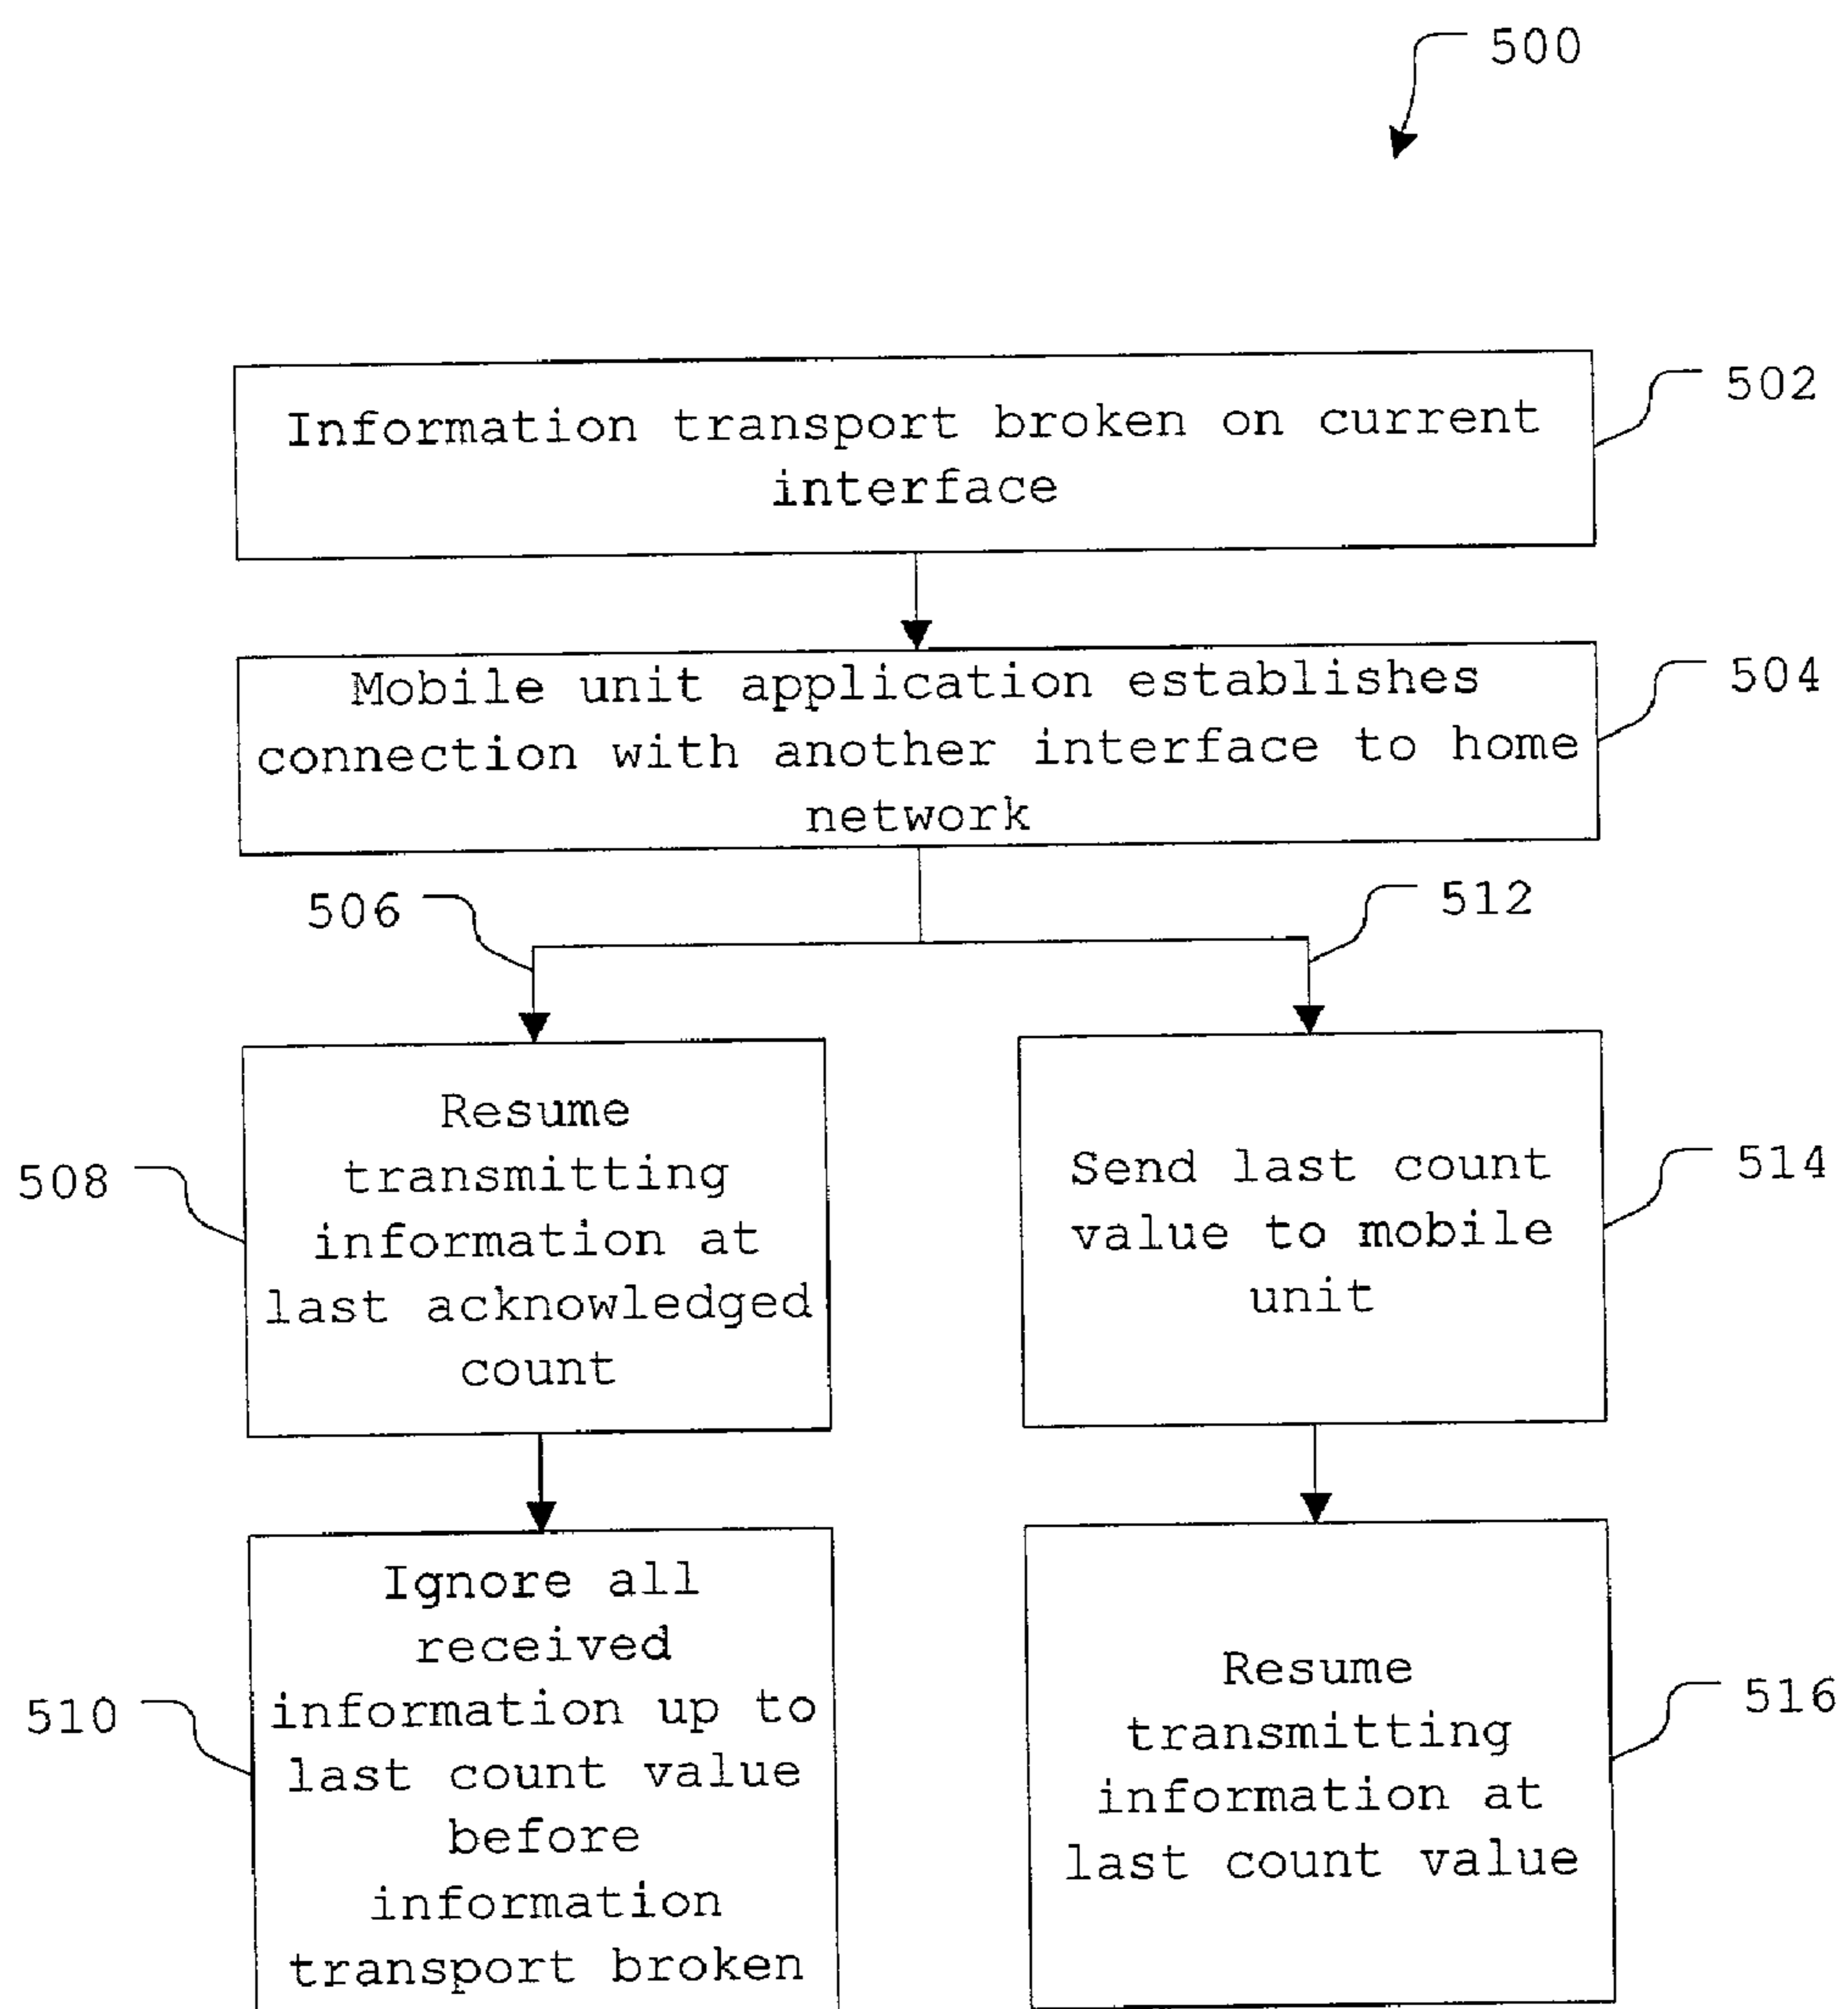 500
Information transport broken on current
interface
502
Mobile unit application establishes
connection with another interface to home
network
504
506
512
Resume
transmitting
information at
last acknowledged
count
508
Send last count
value to mobile
unit
514
Ignore all
received
information up to
last count value
before
information
transport broken
510
Resume
transmitting
information at
last count value
516